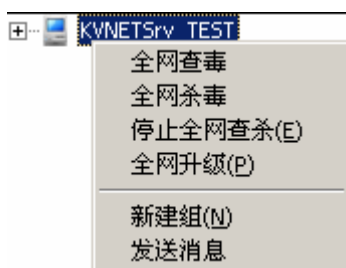 KVNETSrv_TEST
全网查毒
全网杀毒
停止全网查杀(E)
全网升级(P)
新建组(N)
发送消息